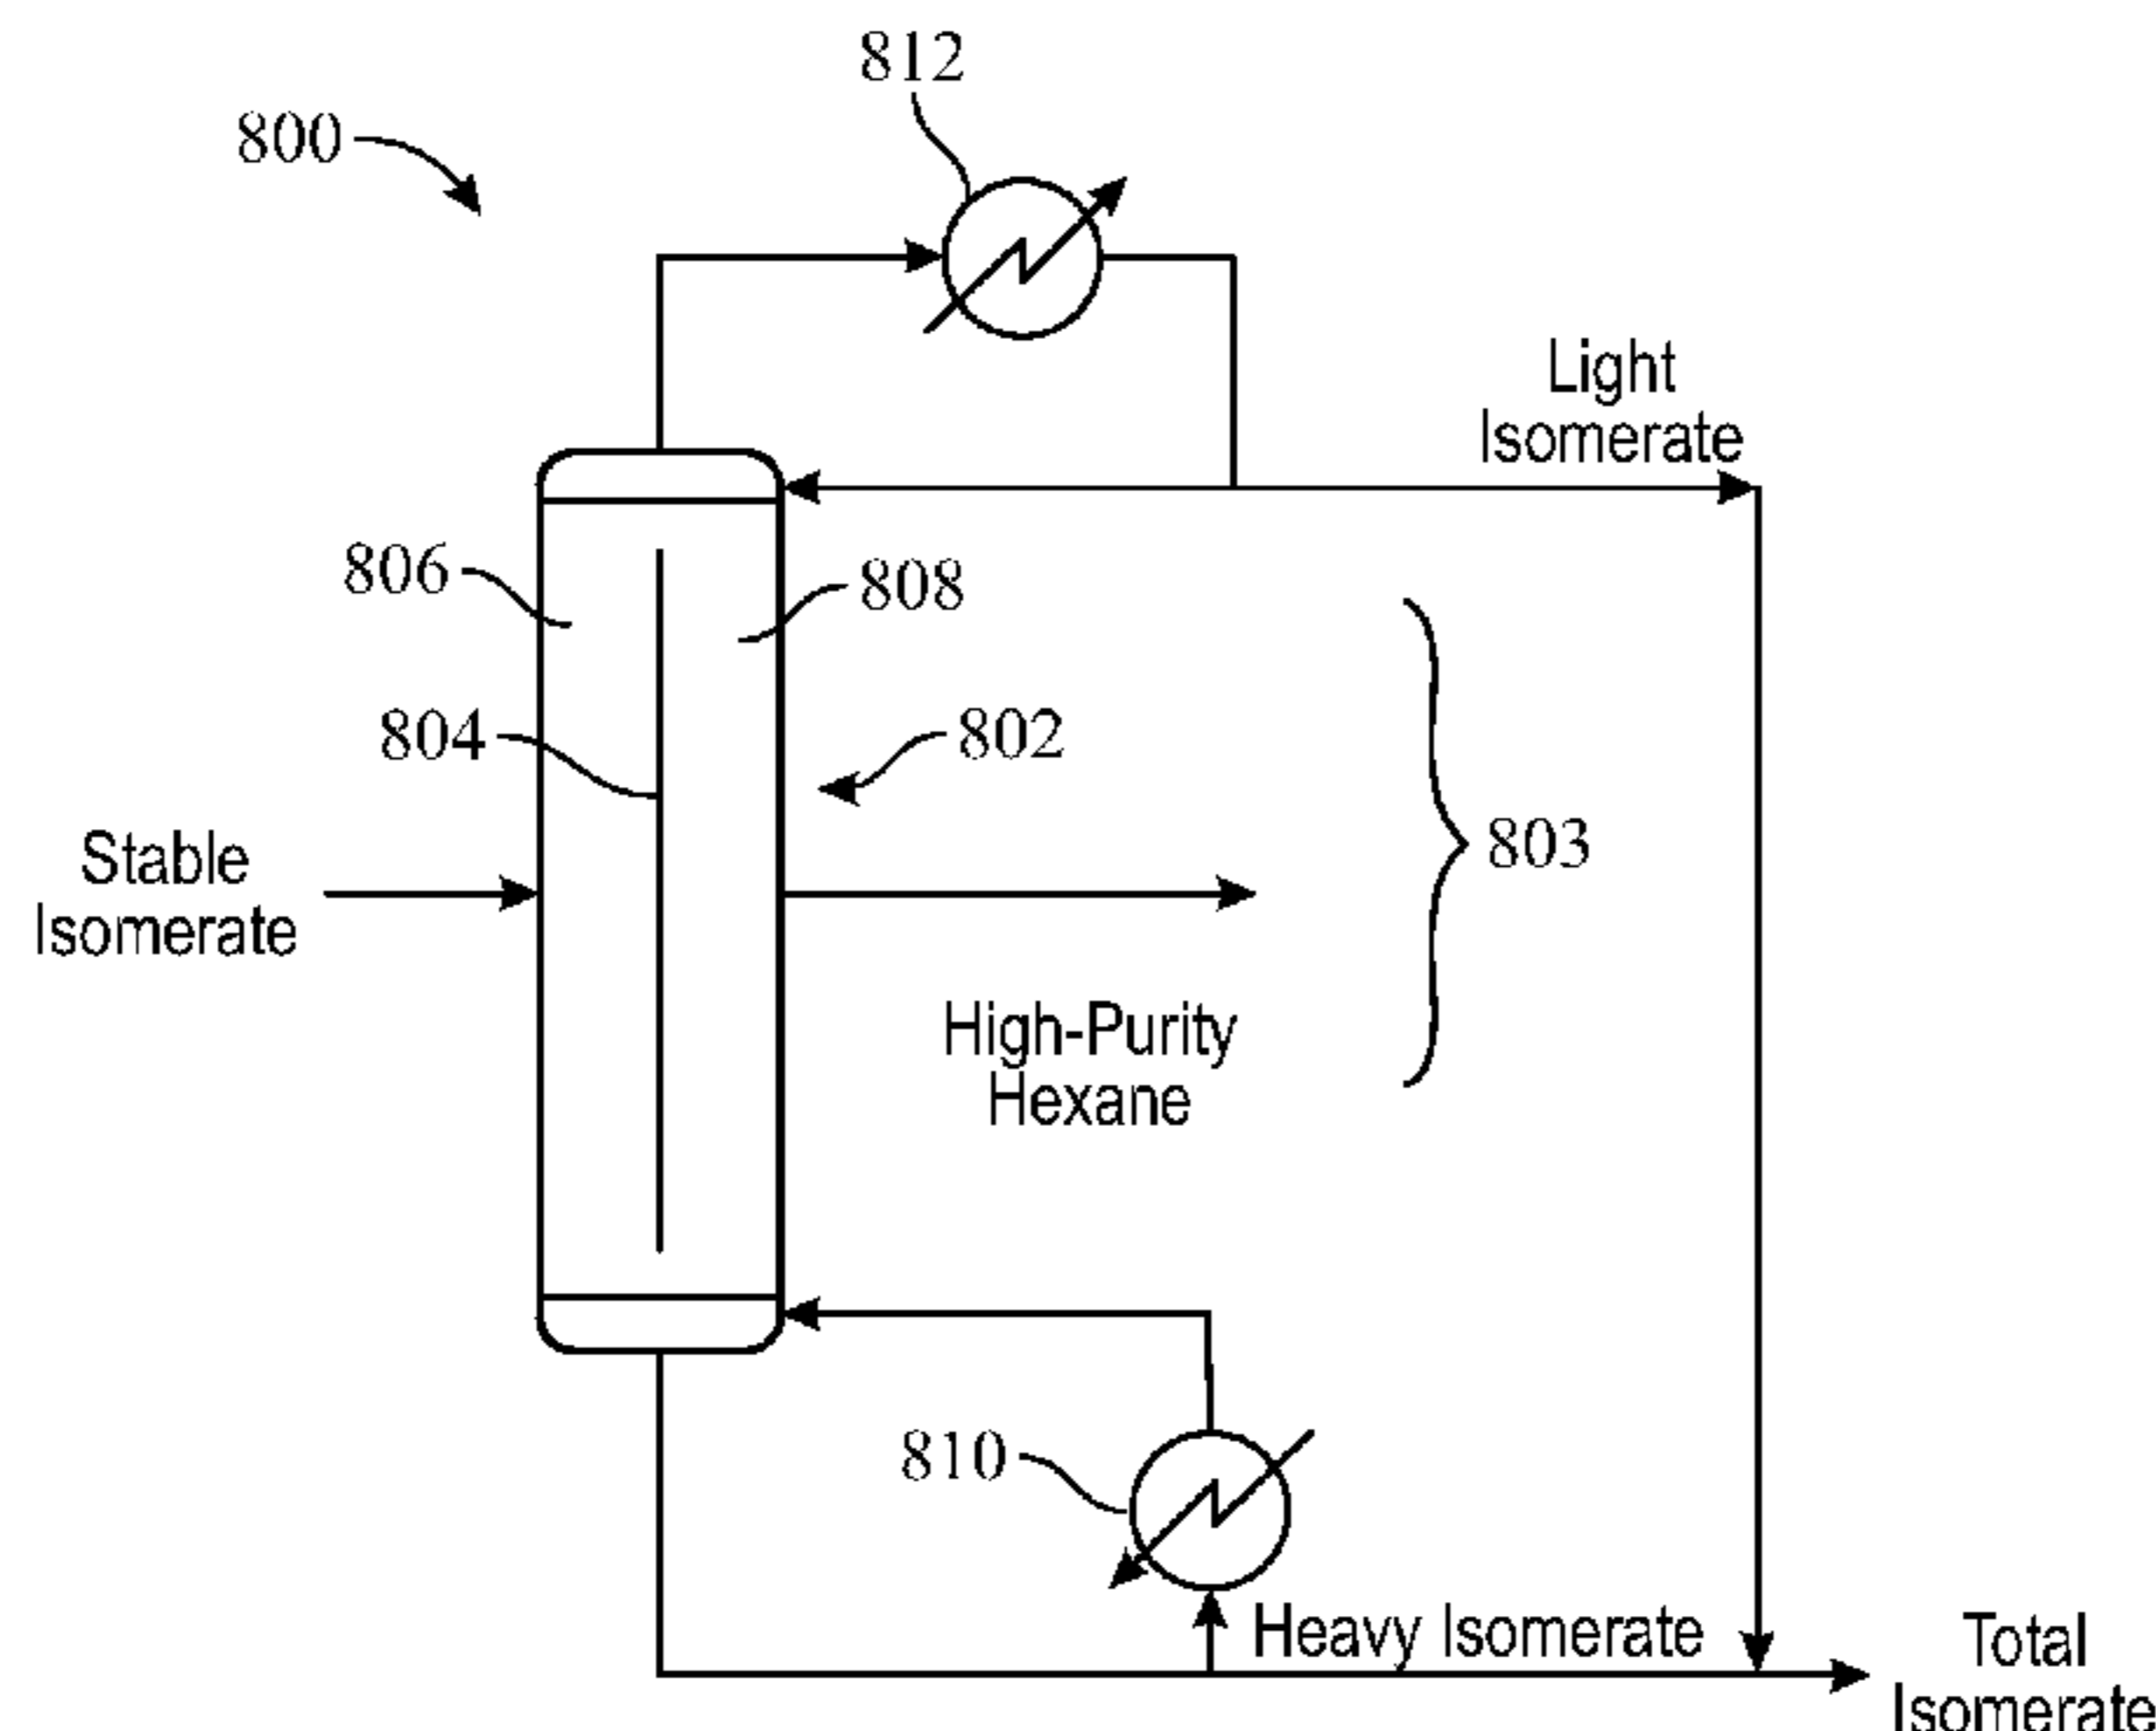 812
800
Light
Isomerate
806
808
804
802
803
Stable
Isomerate
High-Purity
Hexane
810
Heavy Isomerate
Total
Isomerate